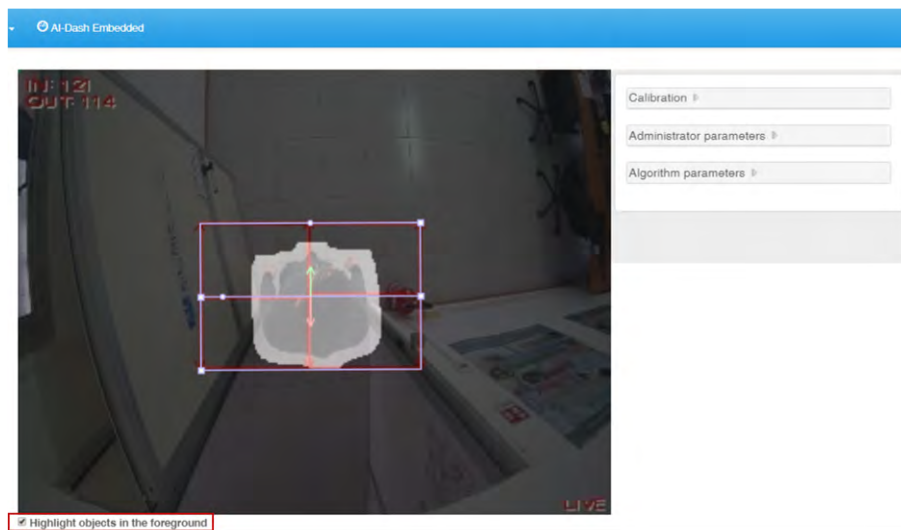 AI-Dash Embedded
IN: 121
OUT: 114
Calibration
Administrator parameters
Algorithm parameters
LIVE
Highlight objects in the foreground